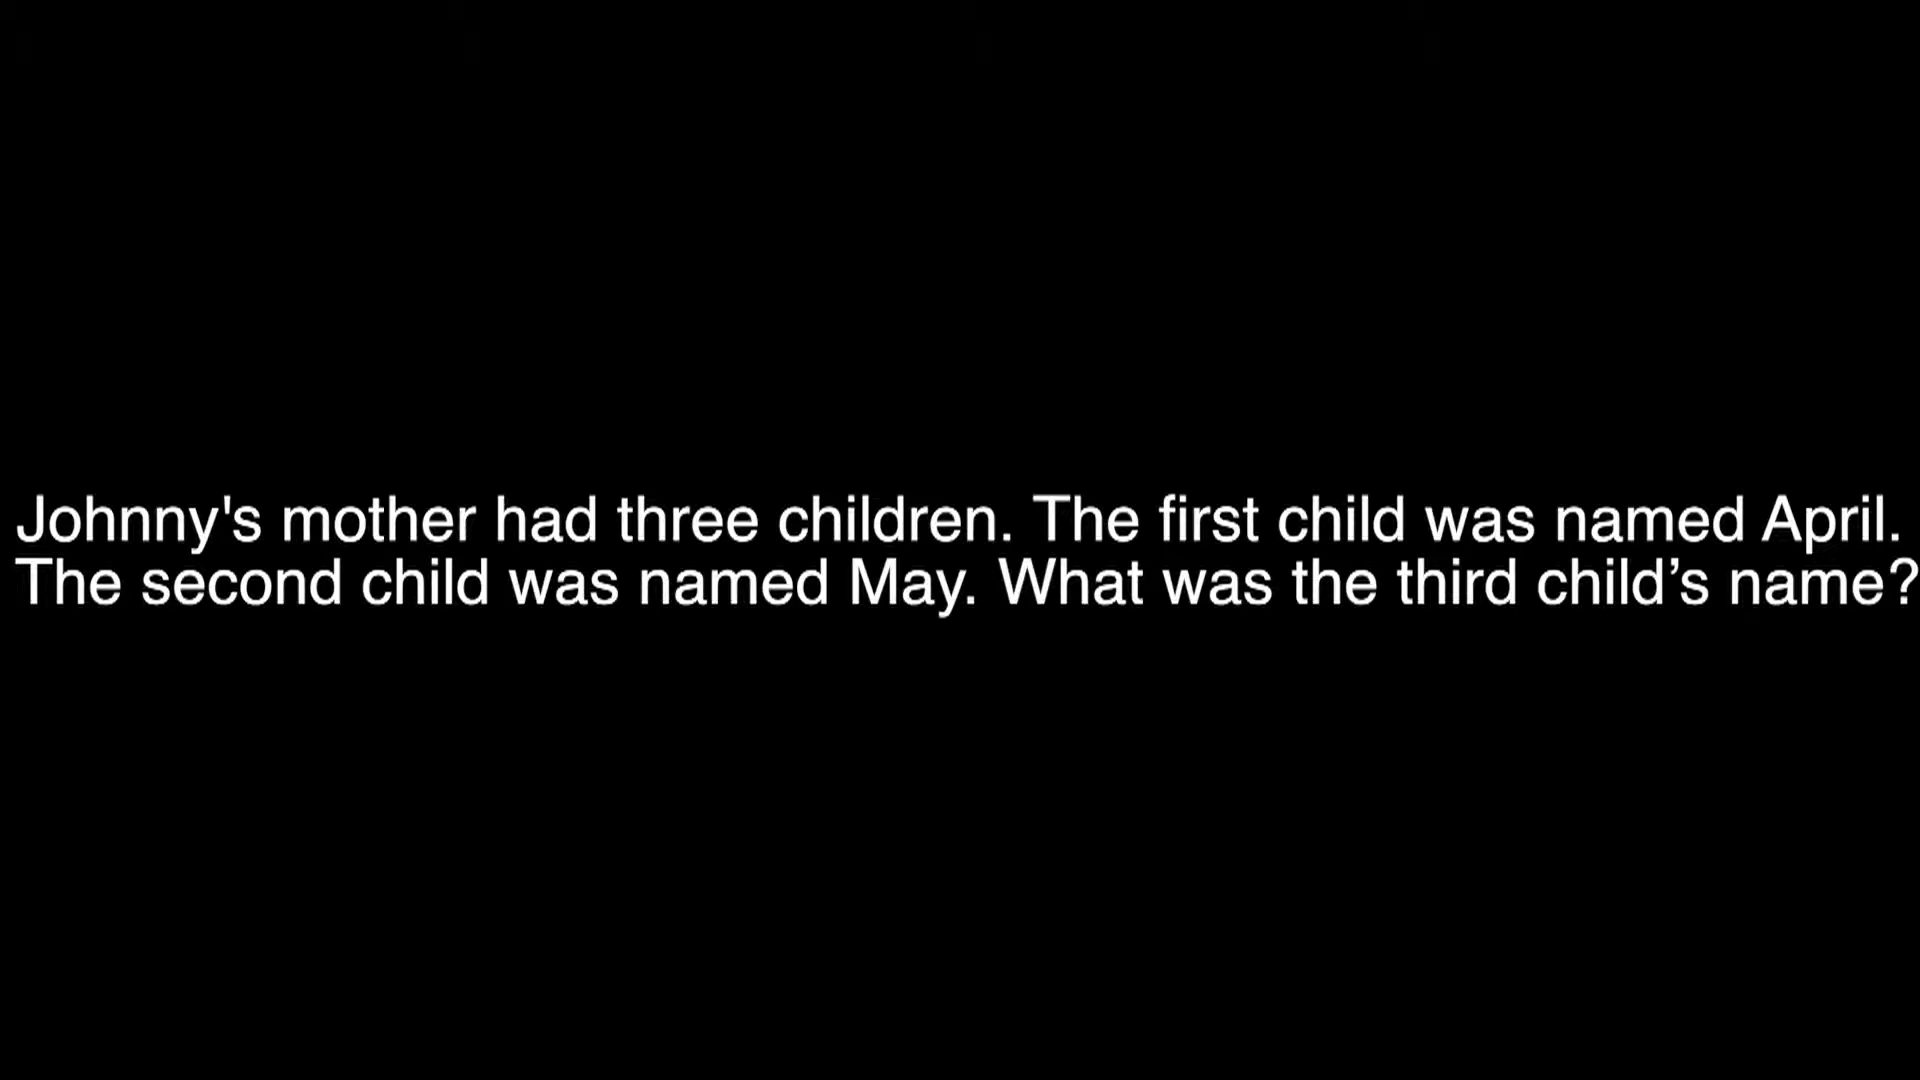 Johnny's mother had three children. The first child was named April.
The second child was named May. What was the third child’s name?